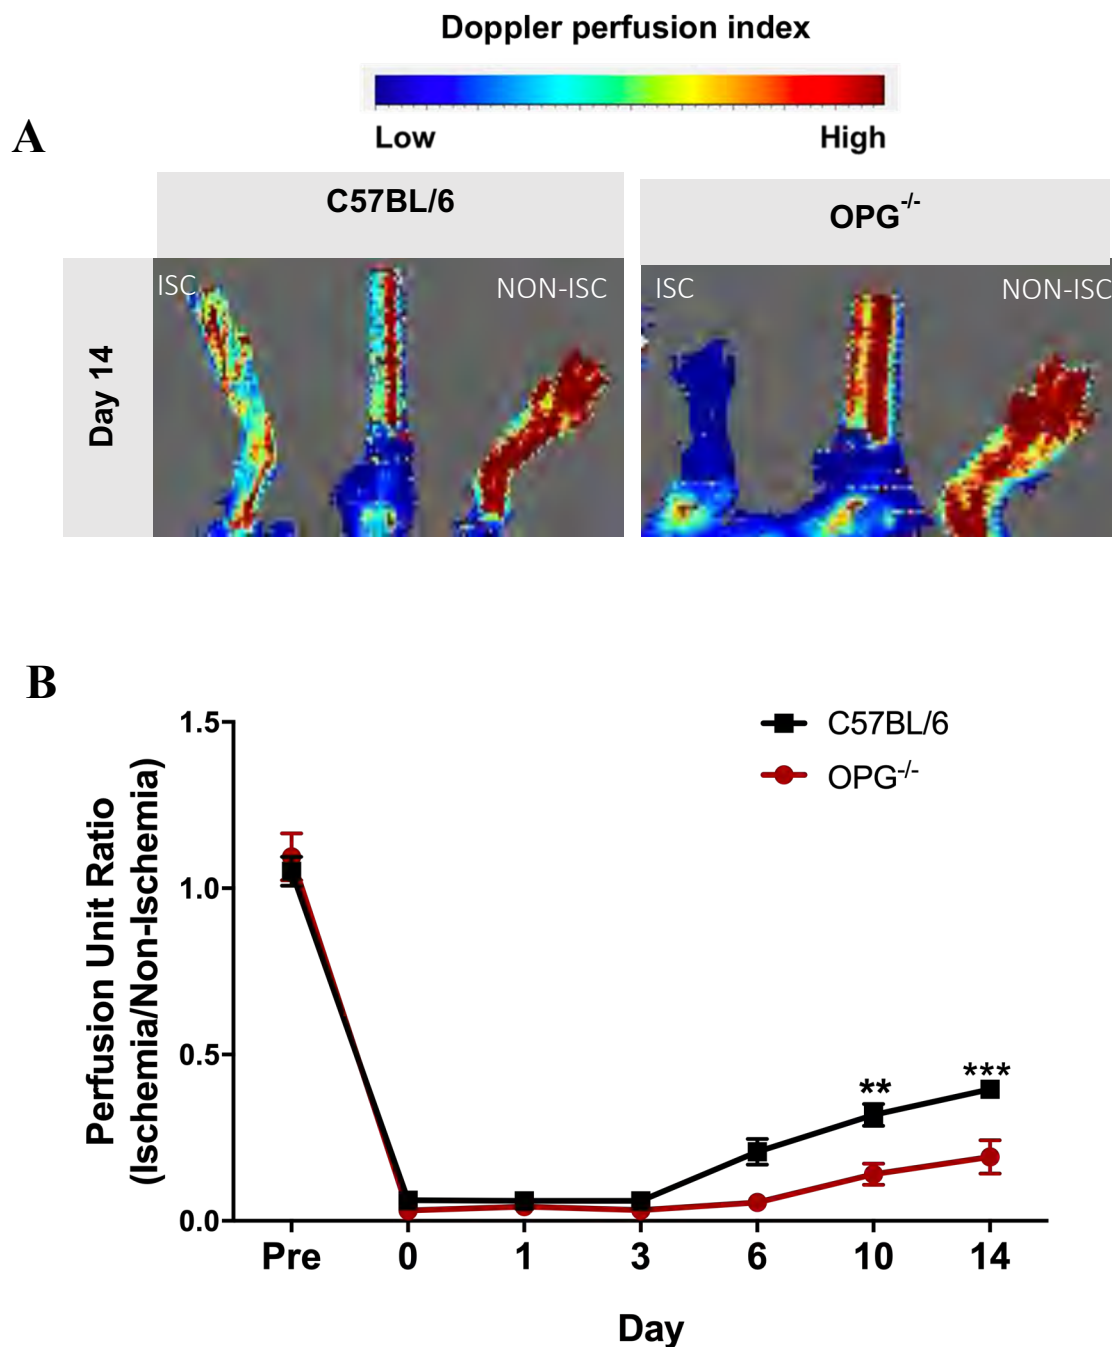 Doppler perfusion index
Low High
A
C57BL/6 OPG-/-
ISC NON-ISC ISC NON-ISC
Day 14
B
1.5
1.0
0.5
0.0
Perfusion Unit Ratio
(Ischemia/Non-Ischemia)
C57BL/6
OPG-/-
** ***
Pre 0 1 3 6 10 14
Day